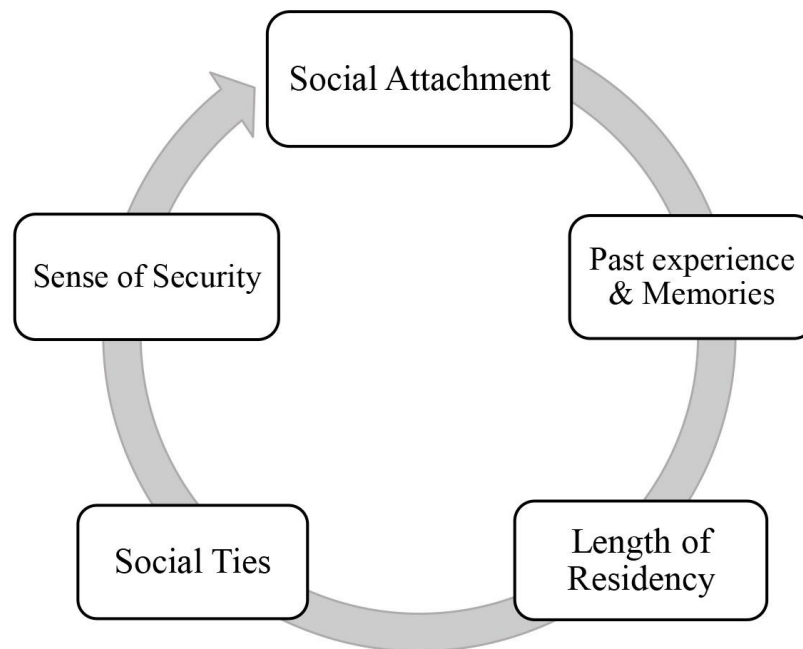 Social Attachment
Past experience
& Memories
Length of
Residency
Social Ties
Sense of Security